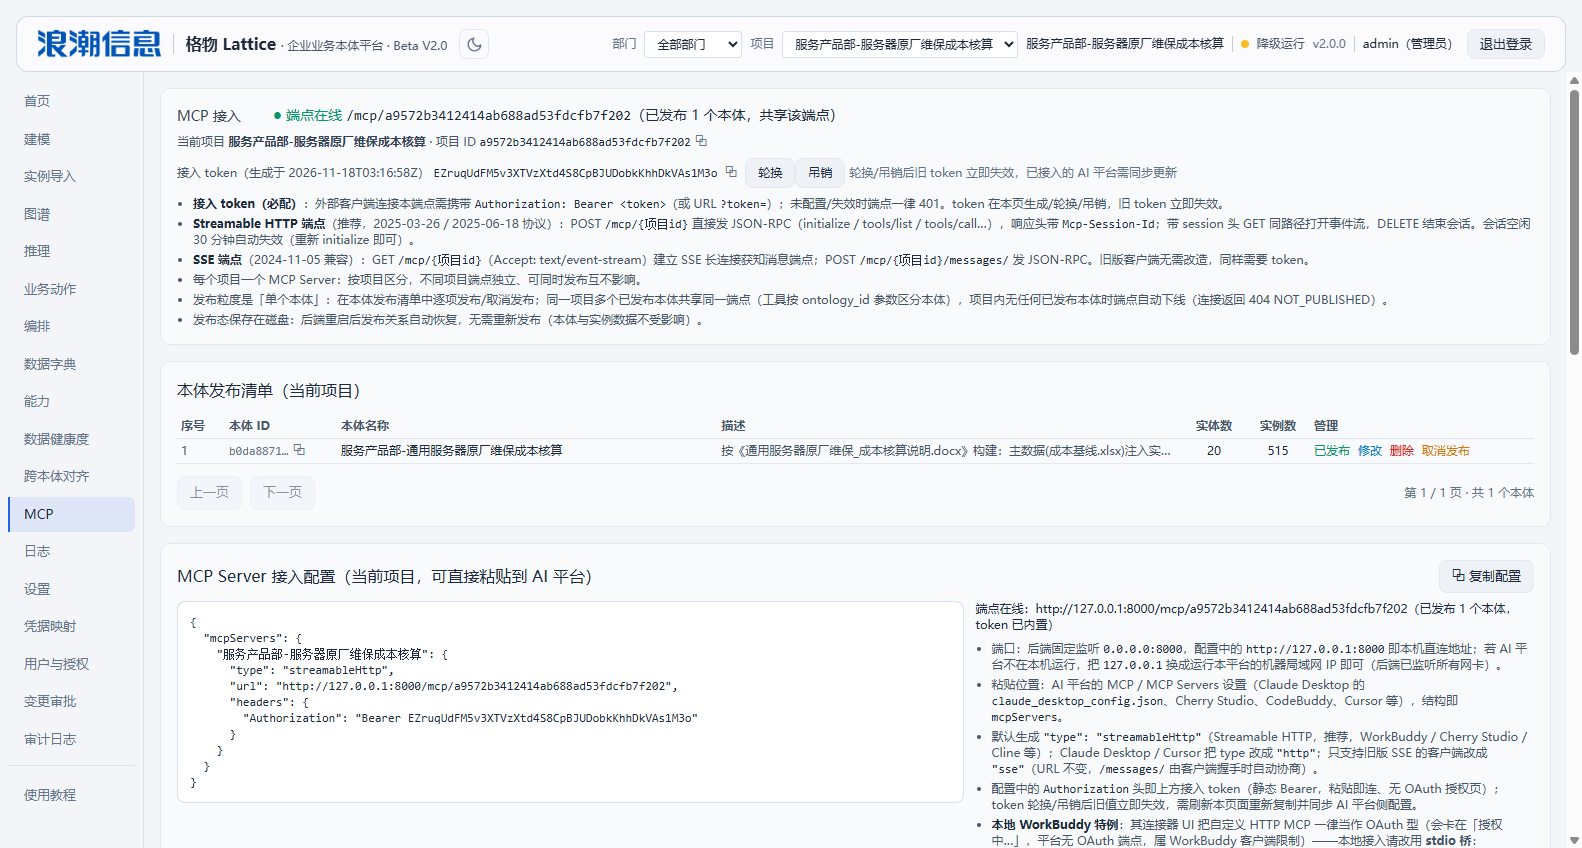 浪潮信息 格物 Lattice · 企业业务本体平台 · Beta V2.0
部门 全部部门 项目 服务产品部-服务器原厂维保成本核算 服务产品部-服务器原厂维保成本核算 降级运行 v2.0.0 admin（管理员） 退出登录
首页
建模
实例导入
图谱
推理
业务动作
编排
数据字典
能力
数据健康度
跨本体对齐
MCP
日志
设置
凭据映射
用户与授权
变更审批
审计日志
使用教程
MCP 接入 ● 端点在线 /mcp/a9572b3412414ab688ad53fdcfb7f202（已发布 1 个本体，共享该端点）
当前项目 服务产品部-服务器原厂维保成本核算 · 项目 ID a9572b3412414ab688ad53fdcfb7f202
接入 token（生成于 2026-11-18T03:16:58Z） EZruqUdFM5v3XTVzXtd4S8CpBJUDobkKhhDkVAs1M3o 轮换 吊销 轮换/吊销后旧 token 立即失效，已接入的 AI 平台需同步更新
• 接入 token（必配）：外部客户端连接本端点需携带 Authorization: Bearer <token>（或 URL ?token=）；未配置/失效时端点一律 401。token 在本页生成/轮换/吊销，旧 token 立即失效。
• Streamable HTTP 端点（推荐，2025-03-26 / 2025-06-18 协议）：POST /mcp/{项目id} 直接发 JSON-RPC（initialize / tools/list / tools/call…），响应头带 Mcp-Session-Id；带 session 头 GET 同路径打开事件流，DELETE 结束会话。会话空闲
30 分钟自动失效（重新 initialize 即可）。
• SSE 端点（2024-11-05 兼容）：GET /mcp/{项目id}（Accept: text/event-stream）建立 SSE 长连接获知消息端点；POST /mcp/{项目id}/messages/ 发 JSON-RPC。旧版客户端无需改造，同样需要 token。
• 每个项目一个 MCP Server：按项目区分，不同项目端点独立、可同时发布互不影响。
• 发布粒度是「单个本体」：在本体发布清单中逐项发布/取消发布；同一项目多个已发布本体共享同一端点（工具按 ontology_id 参数区分本体），项目内无任何已发布本体时端点自动下线（连接返回 404 NOT_PUBLISHED）。
• 发布态保存在磁盘：后端重启后发布关系自动恢复，无需重新发布（本体与实例数据不受影响）。
本体发布清单（当前项目）
序号 本体 ID 本体名称 描述 实体数 实例数 管理
1 b0da8871… 服务产品部-通用服务器原厂维保成本核算 按《通用服务器原厂维保_成本核算说明.docx》构建：主数据(成本基线.xlsx)注入实… 20 515 已发布 修改 删除 取消发布
上一页 下一页 第 1 / 1 页 · 共 1 个本体
MCP Server 接入配置（当前项目，可直接粘贴到 AI 平台） 复制配置
{
"mcpServers": {
"服务产品部-服务器原厂维保成本核算": {
"type": "streamableHttp",
"url": "http://127.0.0.1:8000/mcp/a9572b3412414ab688ad53fdcfb7f202",
"headers": {
"Authorization": "Bearer EZruqUdFM5v3XTVzXtd4S8CpBJUDobkKhhDkVAs1M3o"
}
}
}
}
端点在线：http://127.0.0.1:8000/mcp/a9572b3412414ab688ad53fdcfb7f202（已发布 1 个本体，
token 已内置）
• 端口：后端固定监听 0.0.0.0:8000，配置中的 http://127.0.0.1:8000 即本机直连地址；若 AI 平
台不在本机运行，把 127.0.0.1 换成运行本平台的机器局域网 IP 即可（后端已监听所有网卡）。
• 粘贴位置：AI 平台的 MCP / MCP Servers 设置（Claude Desktop 的
claude_desktop_config.json、Cherry Studio、CodeBuddy、Cursor 等），结构即
mcpServers。
• 默认生成 "type": "streamableHttp"（Streamable HTTP，推荐，WorkBuddy / Cherry Studio /
Cline 等）；Claude Desktop / Cursor 把 type 改成 "http"；只支持旧版 SSE 的客户端改成
"sse"（URL 不变，/messages/ 由客户端握手时自动协商）。
• 配置中的 Authorization 头即上方接入 token（静态 Bearer，粘贴即连、无 OAuth 授权页）；
token 轮换/吊销后旧值立即失效，需刷新本页面重新复制并同步 AI 平台侧配置。
• 本地 WorkBuddy 特例：其连接器 UI 把自定义 HTTP MCP 一律当作 OAuth 型（会卡在「授权
中…」，平台无 OAuth 端点，属 WorkBuddy 客户端限制）——本地接入请改用 stdio 桥：